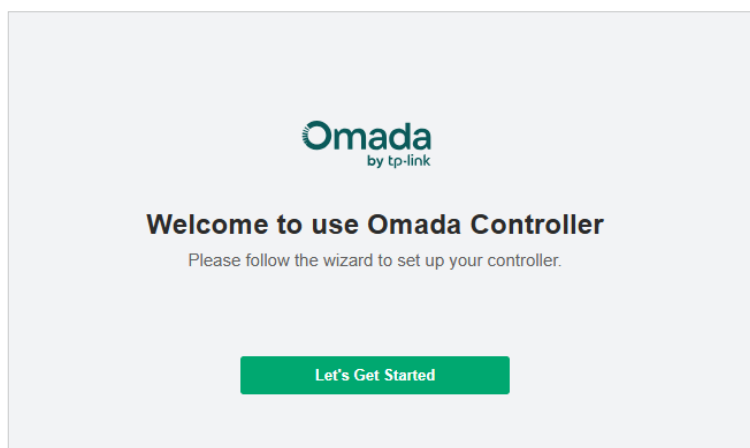 Omada
by tp-link
Welcome to use Omada Controller
Please follow the wizard to set up your controller.
Let's Get Started